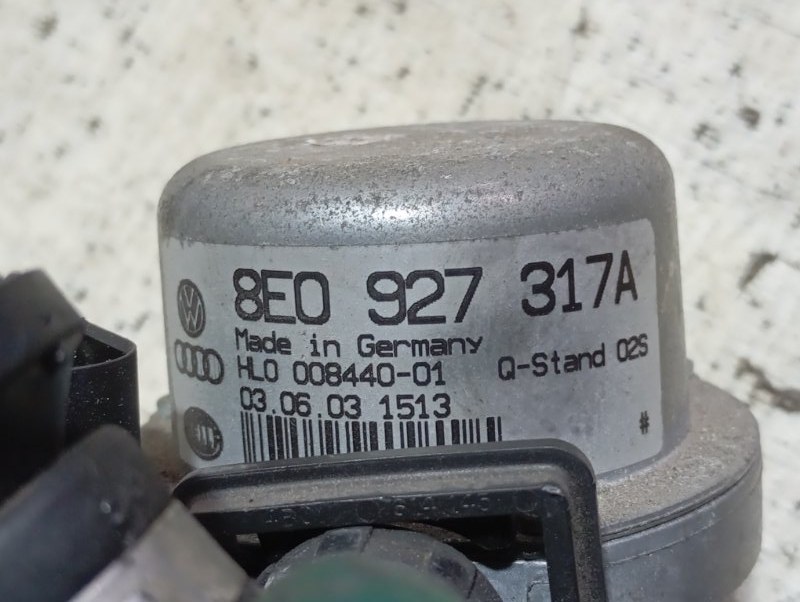 8E0 927 317A
Made in Germany
HLO 008440-01 Q-Stand 02S
03.06.03 1513
#